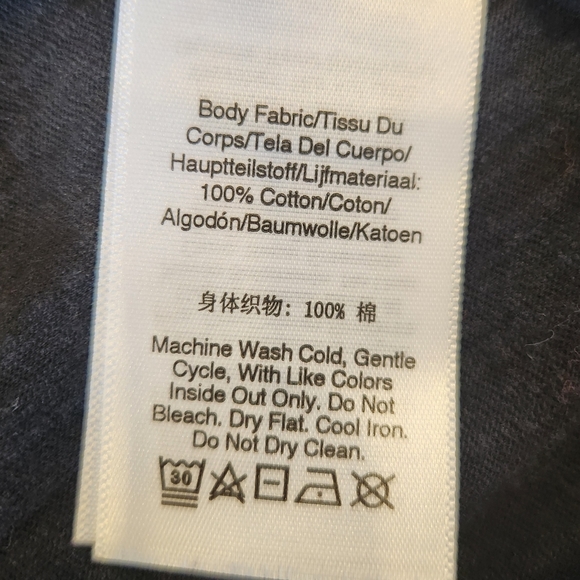 Body Fabric/Tissu Du
Corps/Tela Del Cuerpo/
Hauptteilstoff/Lijfmateriaal:
100% Cotton/Coton/
Algodón/Baumwolle/Katoen
身体织物: 100% 棉
Machine Wash Cold, Gentle
Cycle, With Like Colors
Inside Out Only. Do Not
Bleach. Dry Flat. Cool Iron.
Do Not Dry Clean.
30